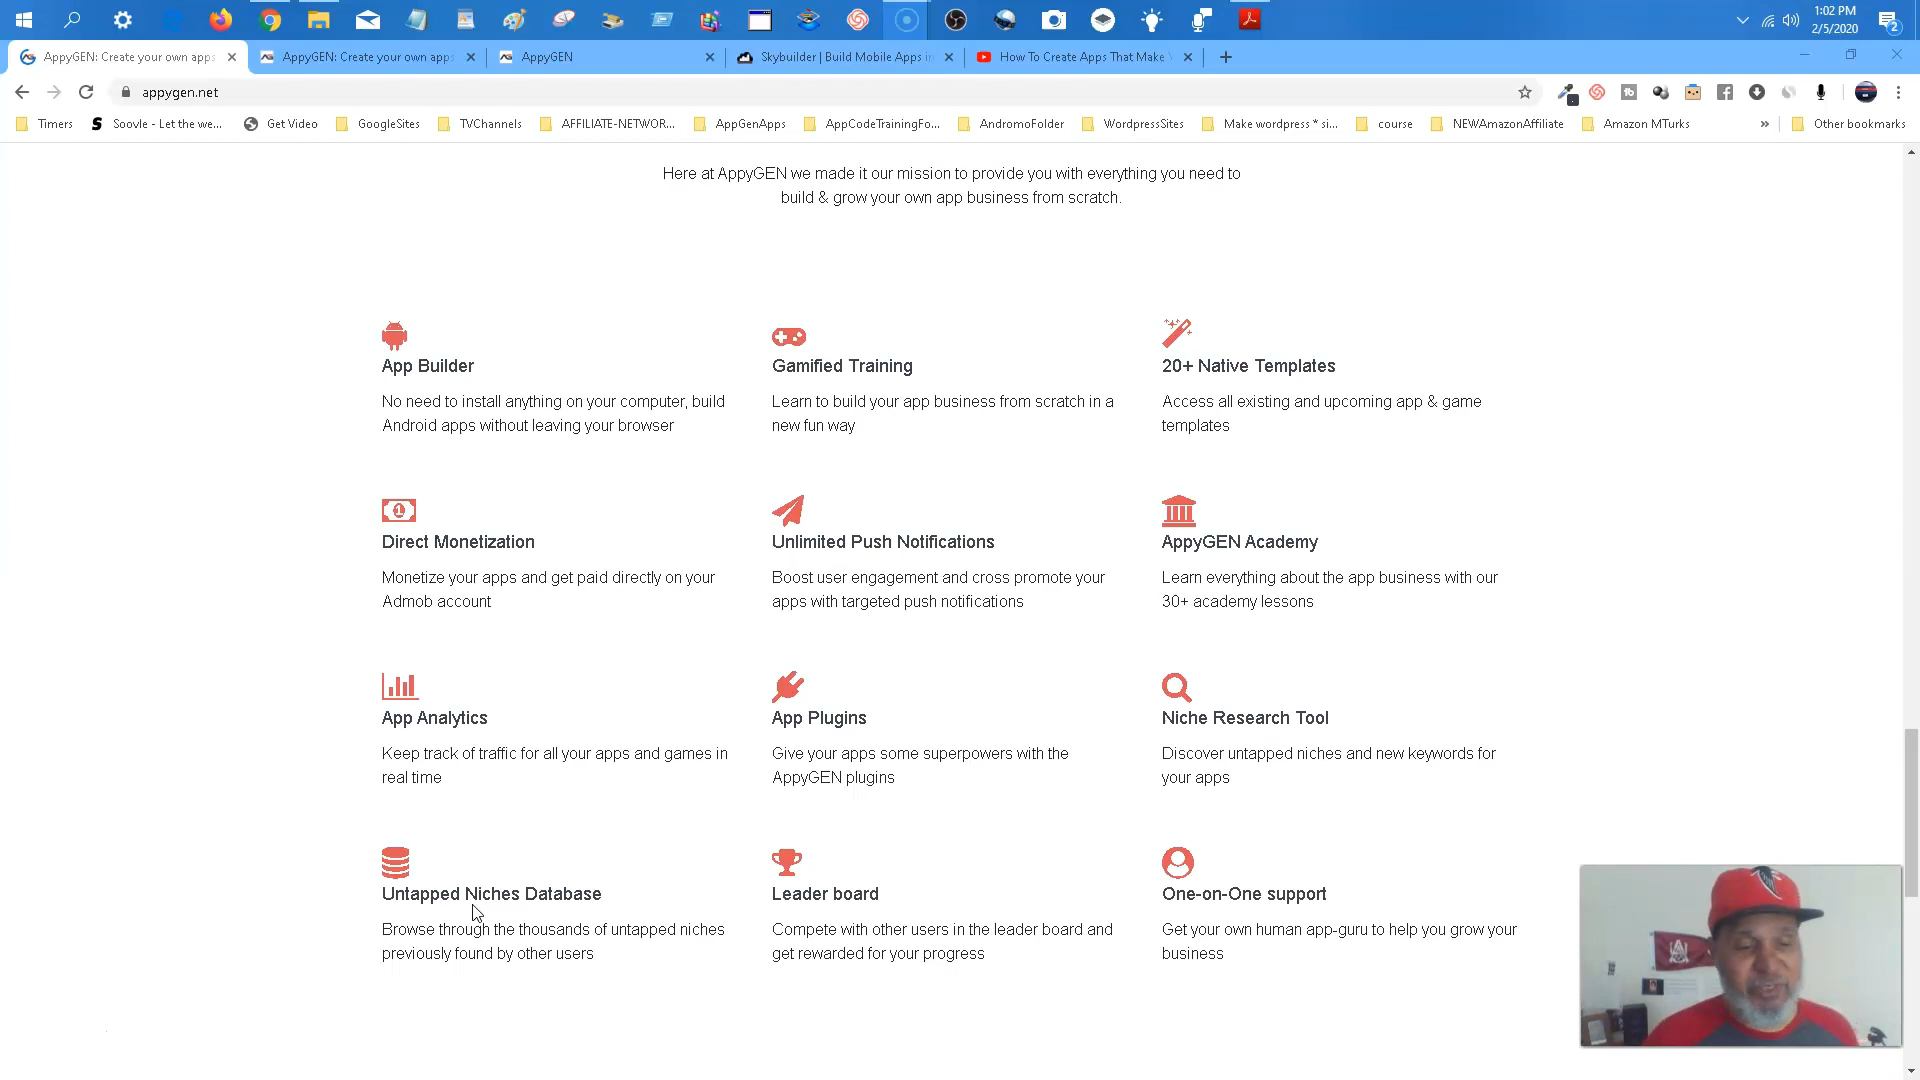 1:02 PM
2/5/2020
2
AppyGEN: Create your own apps
AppyGEN: Create your own apps
AppyGEN
Skybuilder | Build Mobile Apps in
How To Create Apps That Make
appygen.net
Timers
Soovle - Let the we...
Get Video
GoogleSites
TVChannels
AFFILIATE-NETWOR...
AppGenApps
AppCodeTrainingFo...
AndromoFolder
WordpressSites
Make wordpress * si...
course
NEWAmazonAffiliate
Amazon MTurks
»
Other bookmarks
Here at AppyGEN we made it our mission to provide you with everything you need to
build & grow your own app business from scratch.
App Builder
No need to install anything on your computer, build
Android apps without leaving your browser
Gamified Training
Learn to build your app business from scratch in a
new fun way
20+ Native Templates
Access all existing and upcoming app & game
templates
Direct Monetization
Monetize your apps and get paid directly on your
Admob account
Unlimited Push Notifications
Boost user engagement and cross promote your
apps with targeted push notifications
AppyGEN Academy
Learn everything about the app business with our
30+ academy lessons
App Analytics
Keep track of traffic for all your apps and games in
real time
App Plugins
Give your apps some superpowers with the
AppyGEN plugins
Niche Research Tool
Discover untapped niches and new keywords for
your apps
Untapped Niches Database
Browse through the thousands of untapped niches
previously found by other users
Leader board
Compete with other users in the leader board and
get rewarded for your progress
One-on-One support
Get your own human app-guru to help you grow your
business